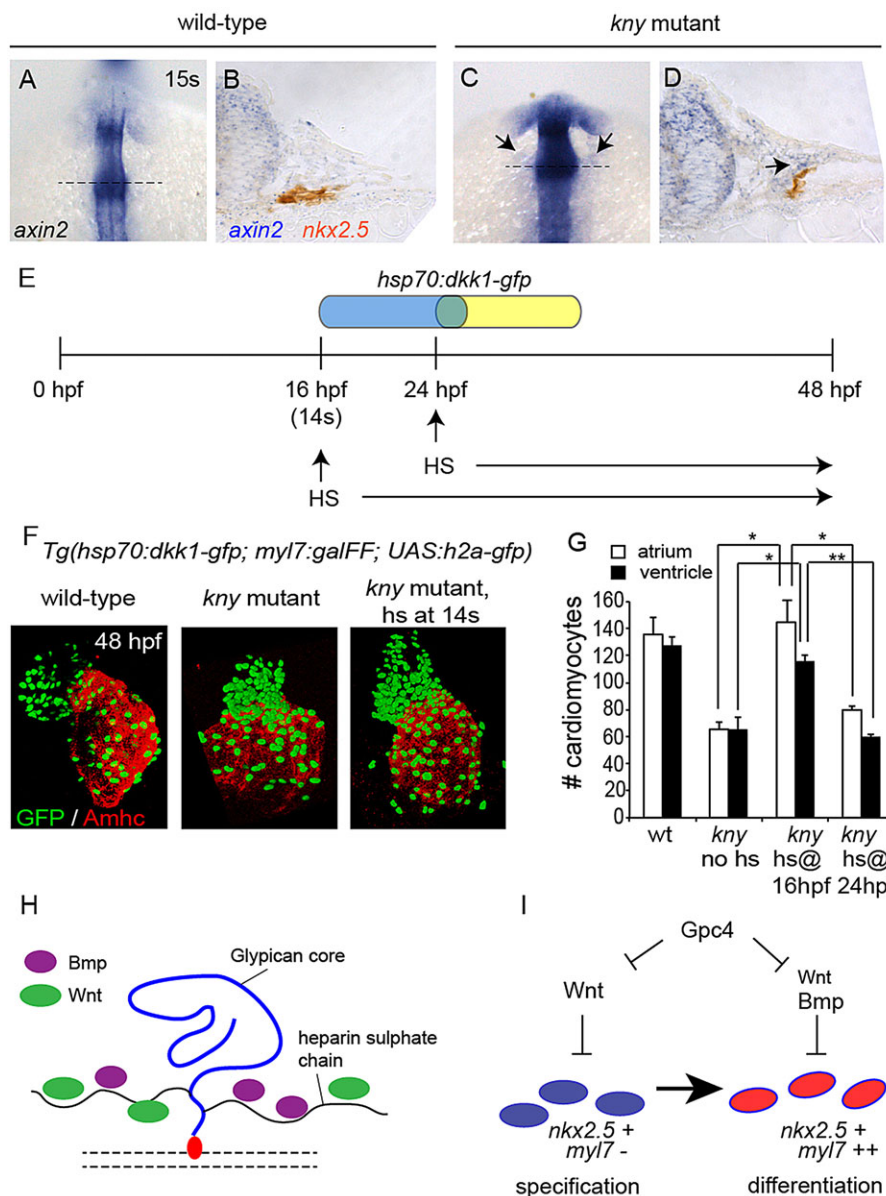 wild-type
kny mutant
A
15s
axin2
B
axin2 nkx2.5
C
D
E
hsp70:dkk1-gfp
0 hpf
16 hpf
(14s)
24 hpf
48 hpf
HS
HS
F
Tg(hsp70:dkk1-gfp; myl7:galFF; UAS:h2a-gfp)
wild-type
kny mutant
kny mutant,
hs at 14s
48 hpf
GFP / Amhc
G
atrium
ventricle
* *
* **
# cardiomyocytes
160
140
120
100
80
60
40
20
0
wt
kny
no hs
kny
hs@
16hpf
kny
hs@
24hp
H
Bmp
Wnt
Glypican core
heparin sulphate
chain
I
Gpc4
Wnt
Wnt
Bmp
nkx2.5 +
myl7 -
nkx2.5 +
myl7 ++
specification
differentiation